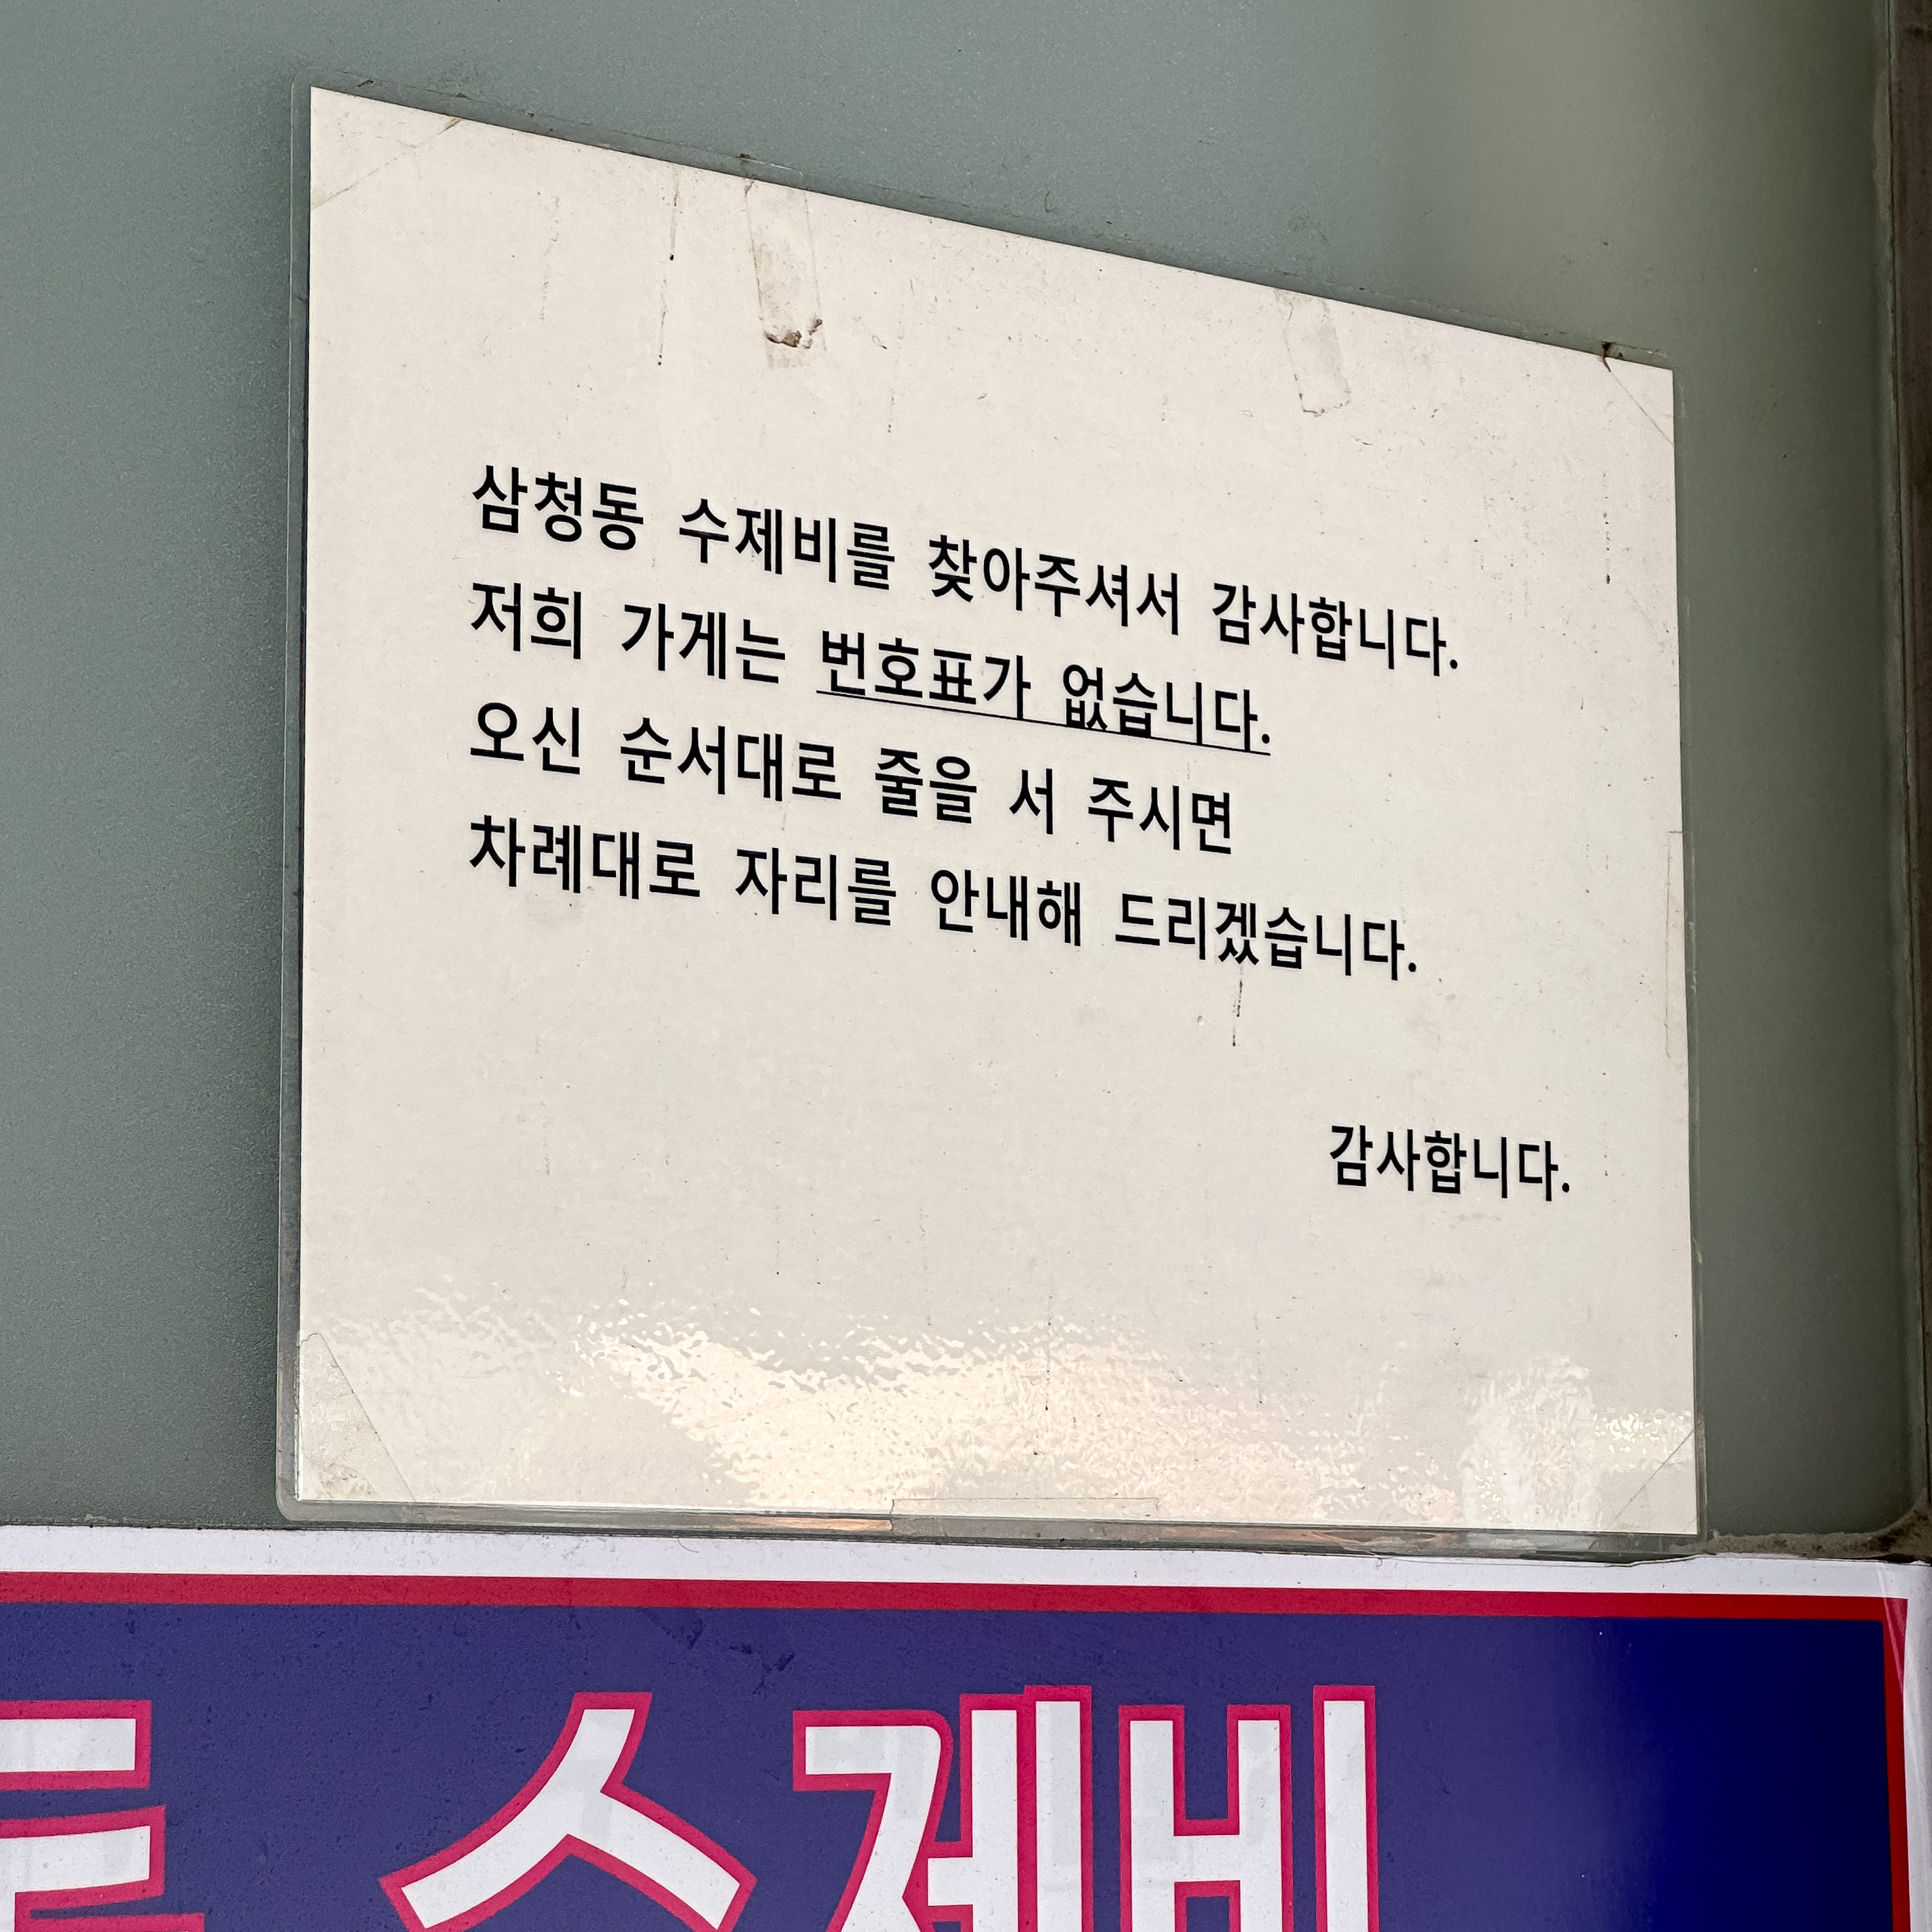 삼청동 수제비를 찾아주셔서 감사합니다.
저희 가게는 번호표가 없습니다.
오신 순서대로 줄을 서 주시면
차례대로 자리를 안내해 드리겠습니다.
감사합니다.
수제비